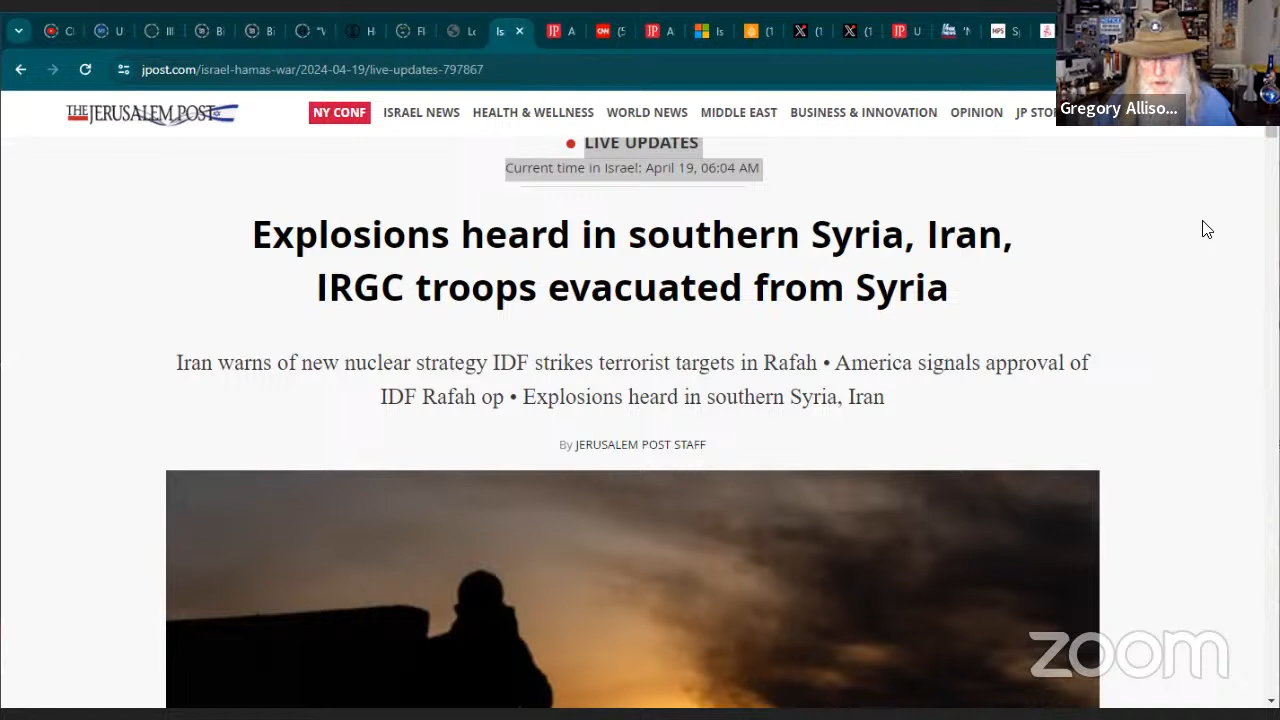 jpost.com/israel-hamas-war/2024-04-19/live-updates-797867
Gregory Alliso...
THE JERUSALEM POST
NY CONF ISRAEL NEWS HEALTH & WELLNESS WORLD NEWS MIDDLE EAST BUSINESS & INNOVATION OPINION
LIVE UPDATES
Current time in Israel: April 19, 06:04 AM
Explosions heard in southern Syria, Iran,
IRGC troops evacuated from Syria
Iran warns of new nuclear strategy IDF strikes terrorist targets in Rafah • America signals approval of
IDF Rafah op • Explosions heard in southern Syria, Iran
By JERUSALEM POST STAFF
zoom